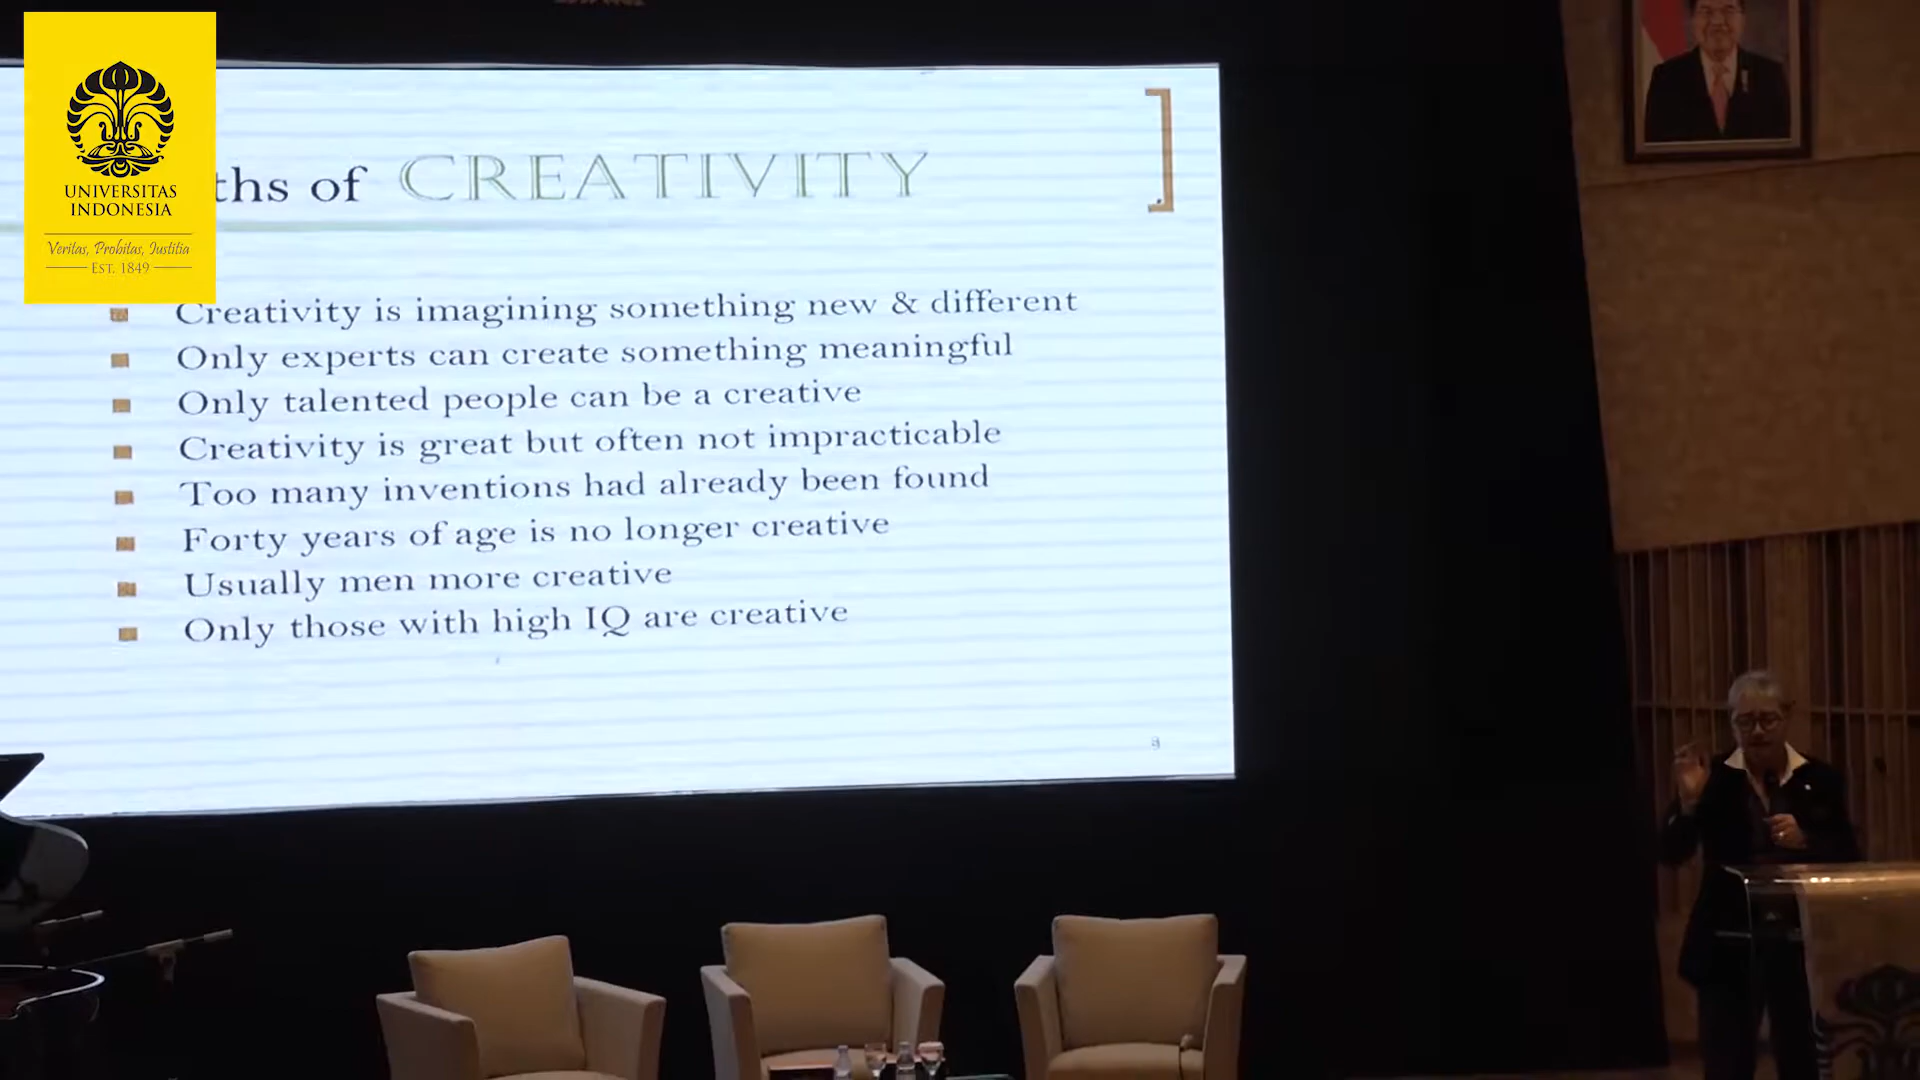 UNIVERSITAS
INDONESIA
Veritas, Probitas, Justitia
EST. 1849
ths of CREATIVITY
Creativity is imagining something new & different
Only experts can create something meaningful
Only talented people can be a creative
Creativity is great but often not impracticable
Too many inventions had already been found
Forty years of age is no longer creative
Usually men more creative
Only those with high IQ are creative